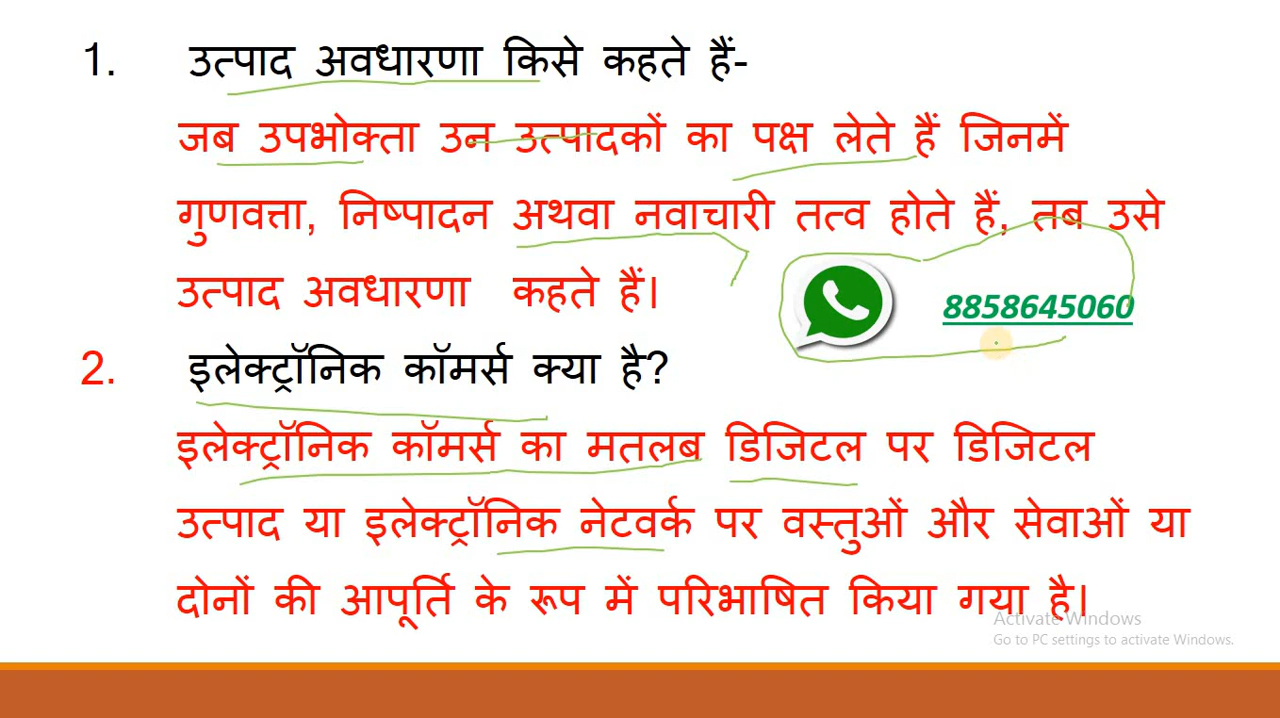 1. उत्पाद अवधारणा किसे कहते हैं-
जब उपभोक्ता उन उत्पादकों का पक्ष लेते हैं जिनमें
गुणवत्ता, निष्पादन अथवा नवाचारी तत्व होते हैं, तब उसे
उत्पाद अवधारणा कहते हैं।
8858645060
2. इलेक्ट्रॉनिक कॉमर्स क्या है?
इलेक्ट्रॉनिक कॉमर्स का मतलब डिजिटल पर डिजिटल
उत्पाद या इलेक्ट्रॉनिक नेटवर्क पर वस्तुओं और सेवाओं या
दोनों की आपूर्ति के रूप में परिभाषित किया गया है।
Activate Windows
Go to PC settings to activate Windows.